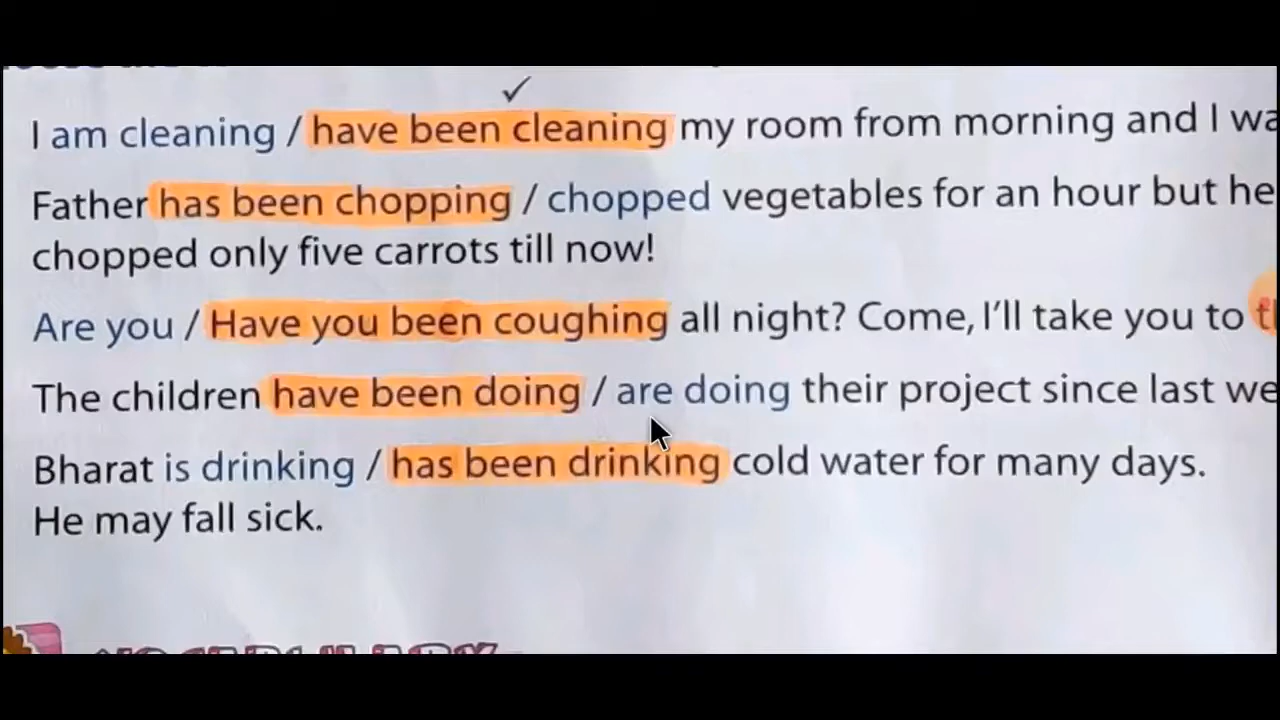 I am cleaning / have been cleaning my room from morning and I
Father has been chopping / chopped vegetables for an hour but he
chopped only five carrots till now!
Are you / Have you been coughing all night? Come, I'll take you to
The children have been doing / are doing their project since last
Bharat is drinking / has been drinking cold water for many days.
He may fall sick.